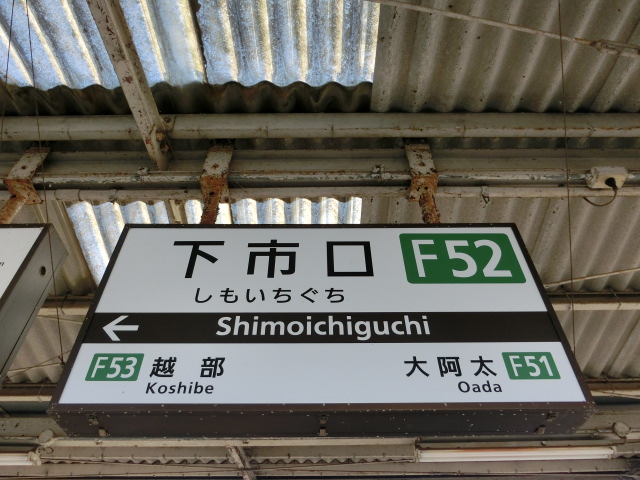 下市口 F52
しもいちぐち
Shimoichiguchi
F53 越部 大阿太 F51
Koshibe Oada